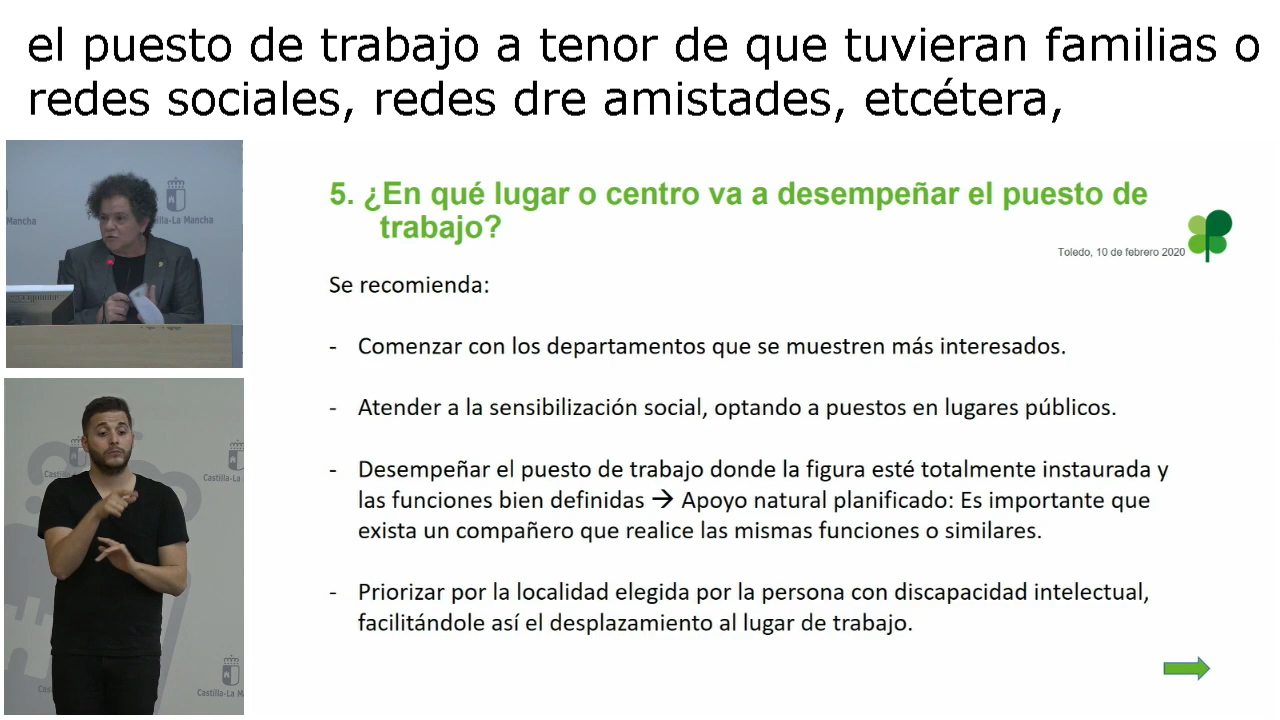 el puesto de trabajo a tenor de que tuvieran familias o
redes sociales, redes dre amistades, etcétera,
Mancha
Castilla-La Mancha
5. ¿En qué lugar o centro va a desempeñar el puesto de
trabajo?
Toledo, 10 de febrero 2020
Se recomienda:
- Comenzar con los departamentos que se muestren más interesados.
- Atender a la sensibilización social, optando a puestos en lugares públicos.
- Desempeñar el puesto de trabajo donde la figura esté totalmente instaurada y
las funciones bien definidas → Apoyo natural planificado: Es importante que
exista un compañero que realice las mismas funciones o similares.
- Priorizar por la localidad elegida por la persona con discapacidad intelectual,
facilitándole así el desplazamiento al lugar de trabajo.
Castilla-La
Castilla-La M